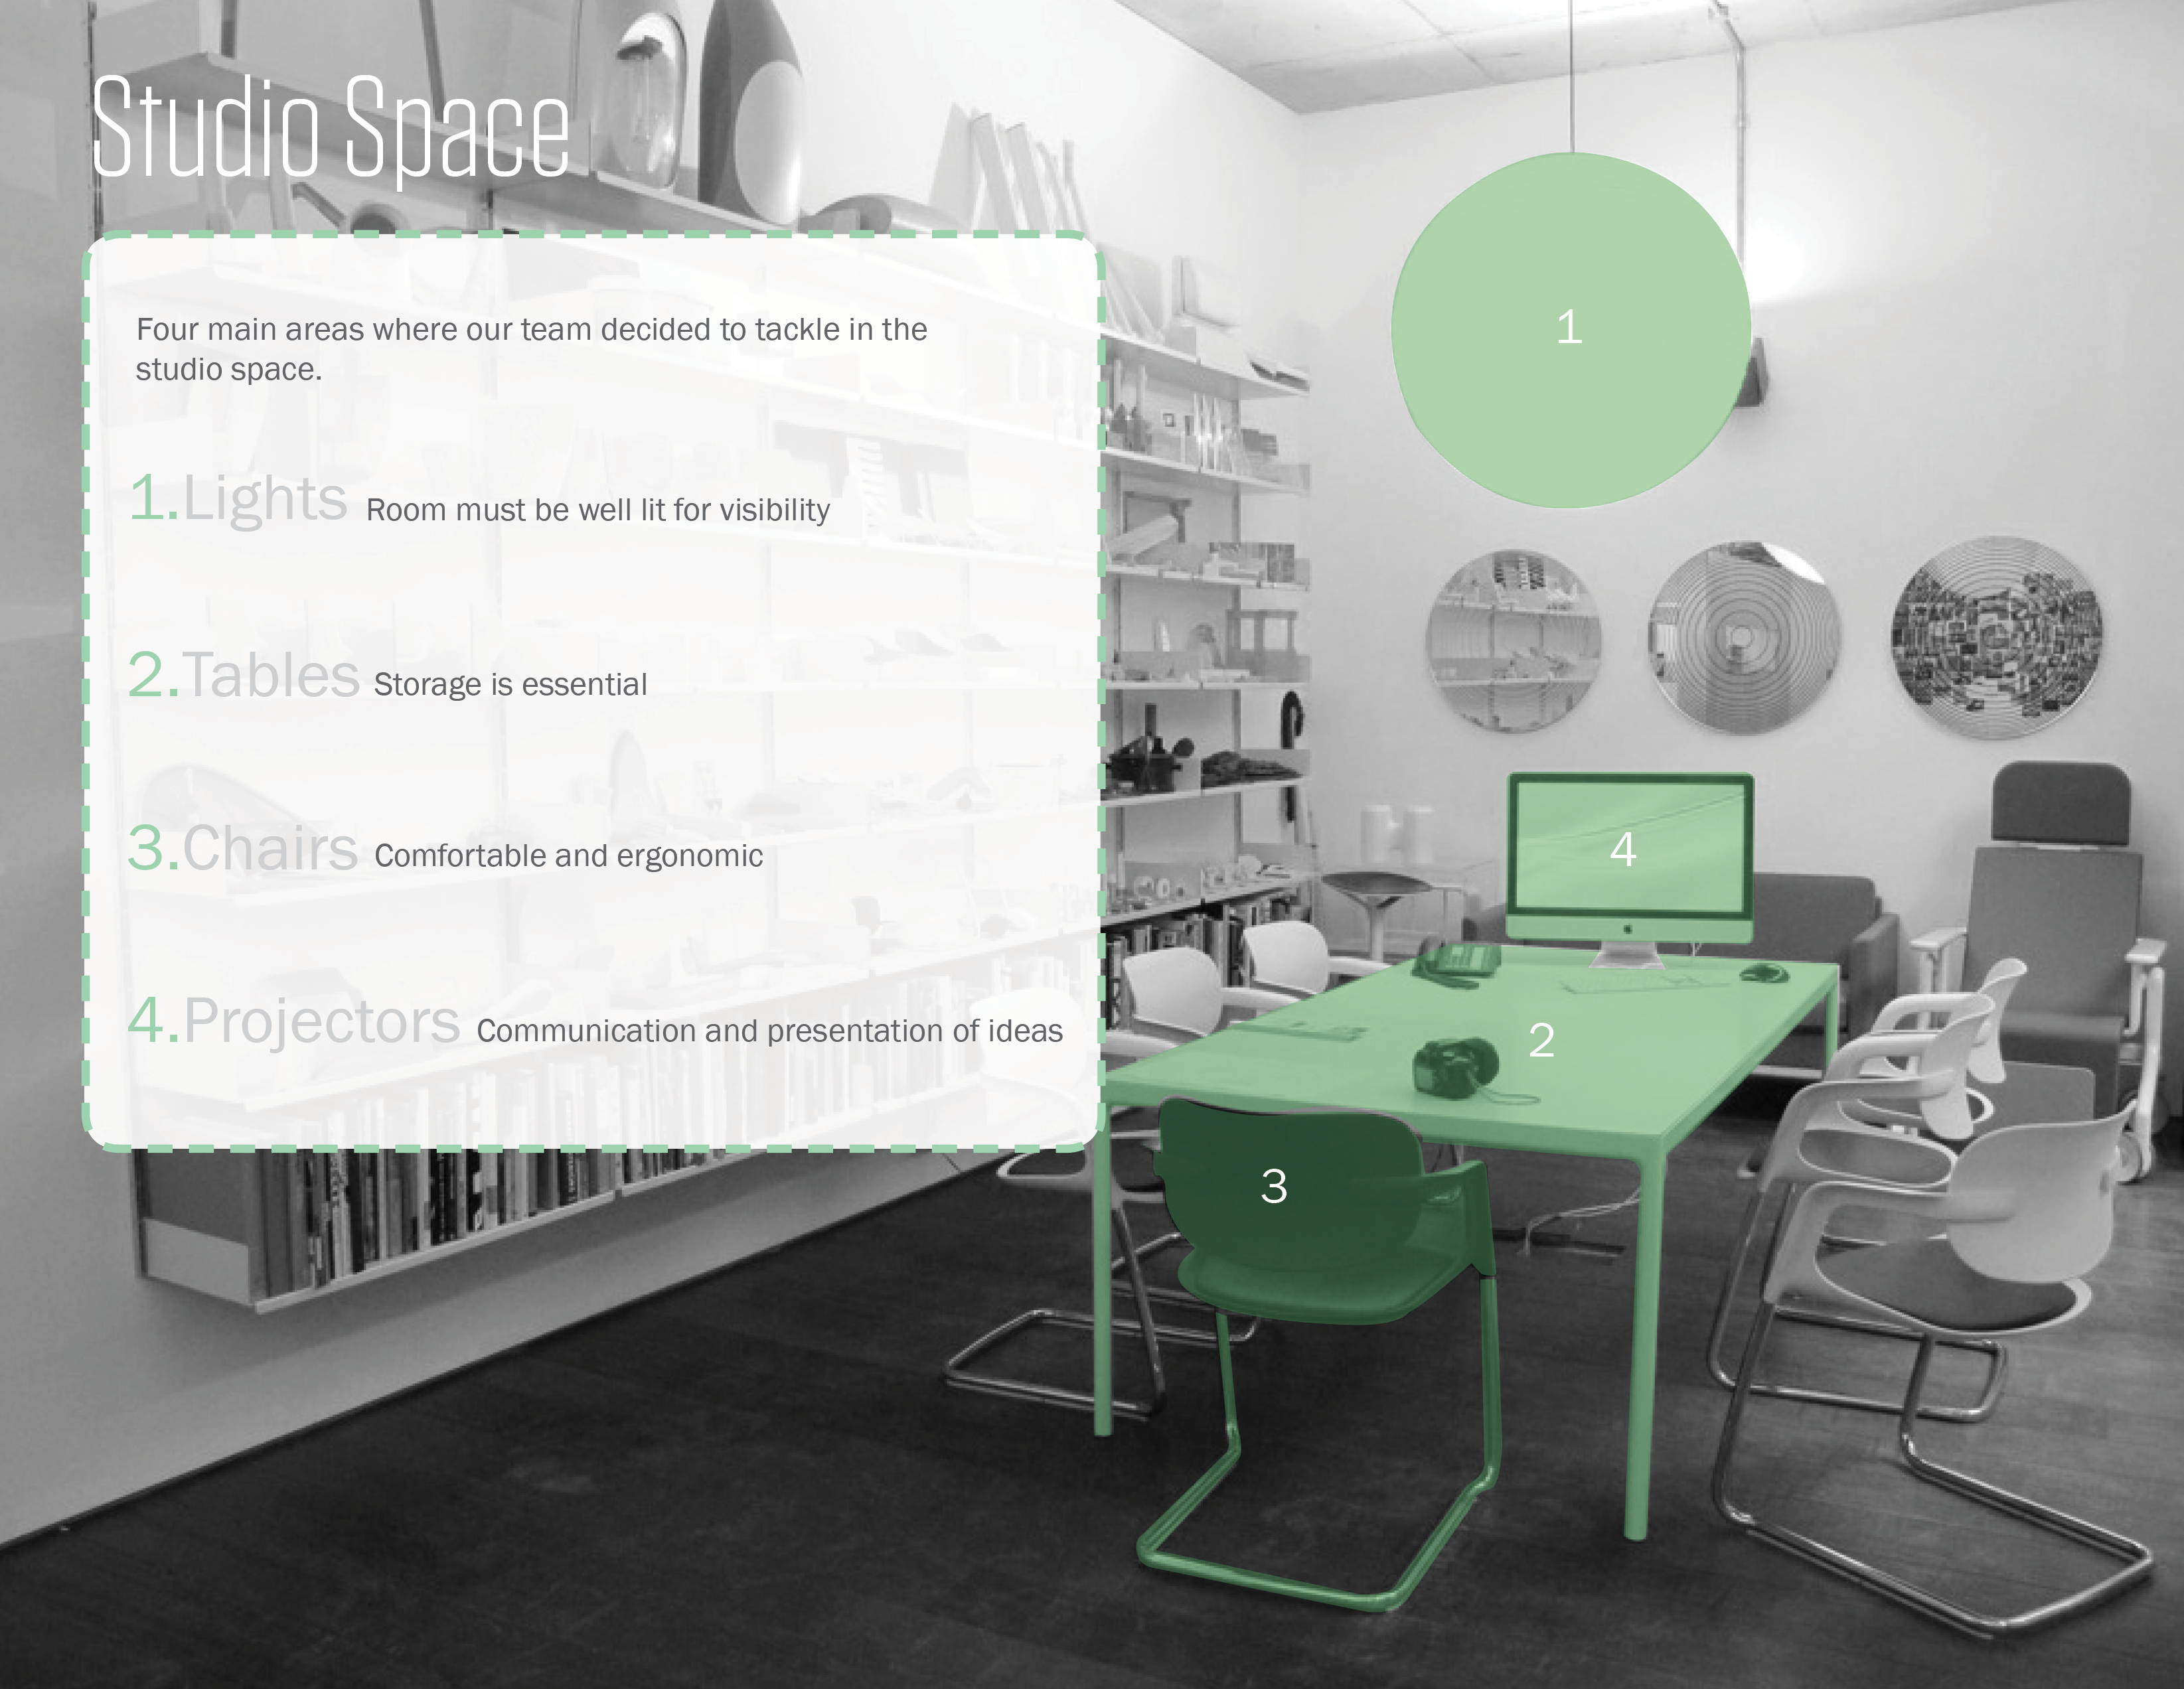 Studio Space
Four main areas where our team decided to tackle in the
studio space.
1.Lights Room must be well lit for visibility
2.Tables Storage is essential
3.Chairs Comfortable and ergonomic
4.Projectors Communication and presentation of ideas
1
4
2
3